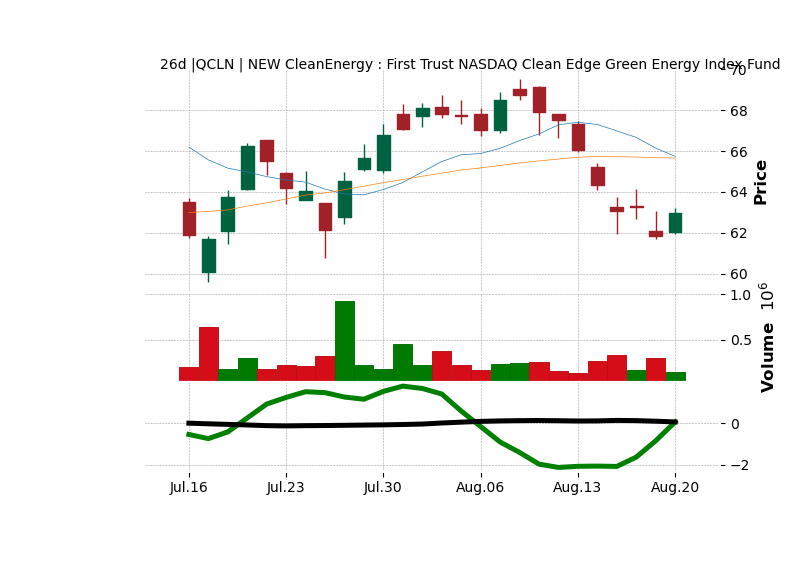 26d |QCLN | NEW CleanEnergy : First Trust NASDAQ Clean Edge Green Energy Index Fund
70
68
66
64
62
60
Price
1.0
0.5
Volume 10⁶
0
−2
Jul.16 Jul.23 Jul.30 Aug.06 Aug.13 Aug.20